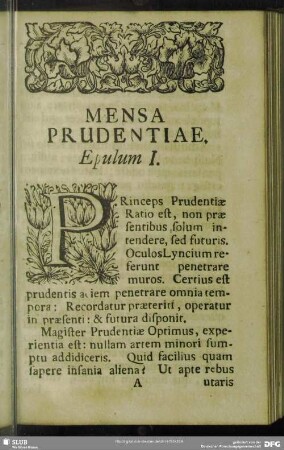 MENSA
PRUDENTIAE.
Epulum I.
PRinceps Prudentiæ
Ratio est, non præ
sentibus solum in-
tendere, sed futuris.
Oculos Lyncium re-
ferunt penetrare
muros. Certius est
prudentis aciem penetrare omnia tem-
pora: Recordatur præteriti, operatur
in præsenti: & futura disponit.
Magister Prudentiæ Optimus, expe-
rientia est: nullam artem minori sum-
ptu addidiceris. Quid facilius quam
sapere insania aliena? Ut apte rebus
A utaris
SLUB
DFG